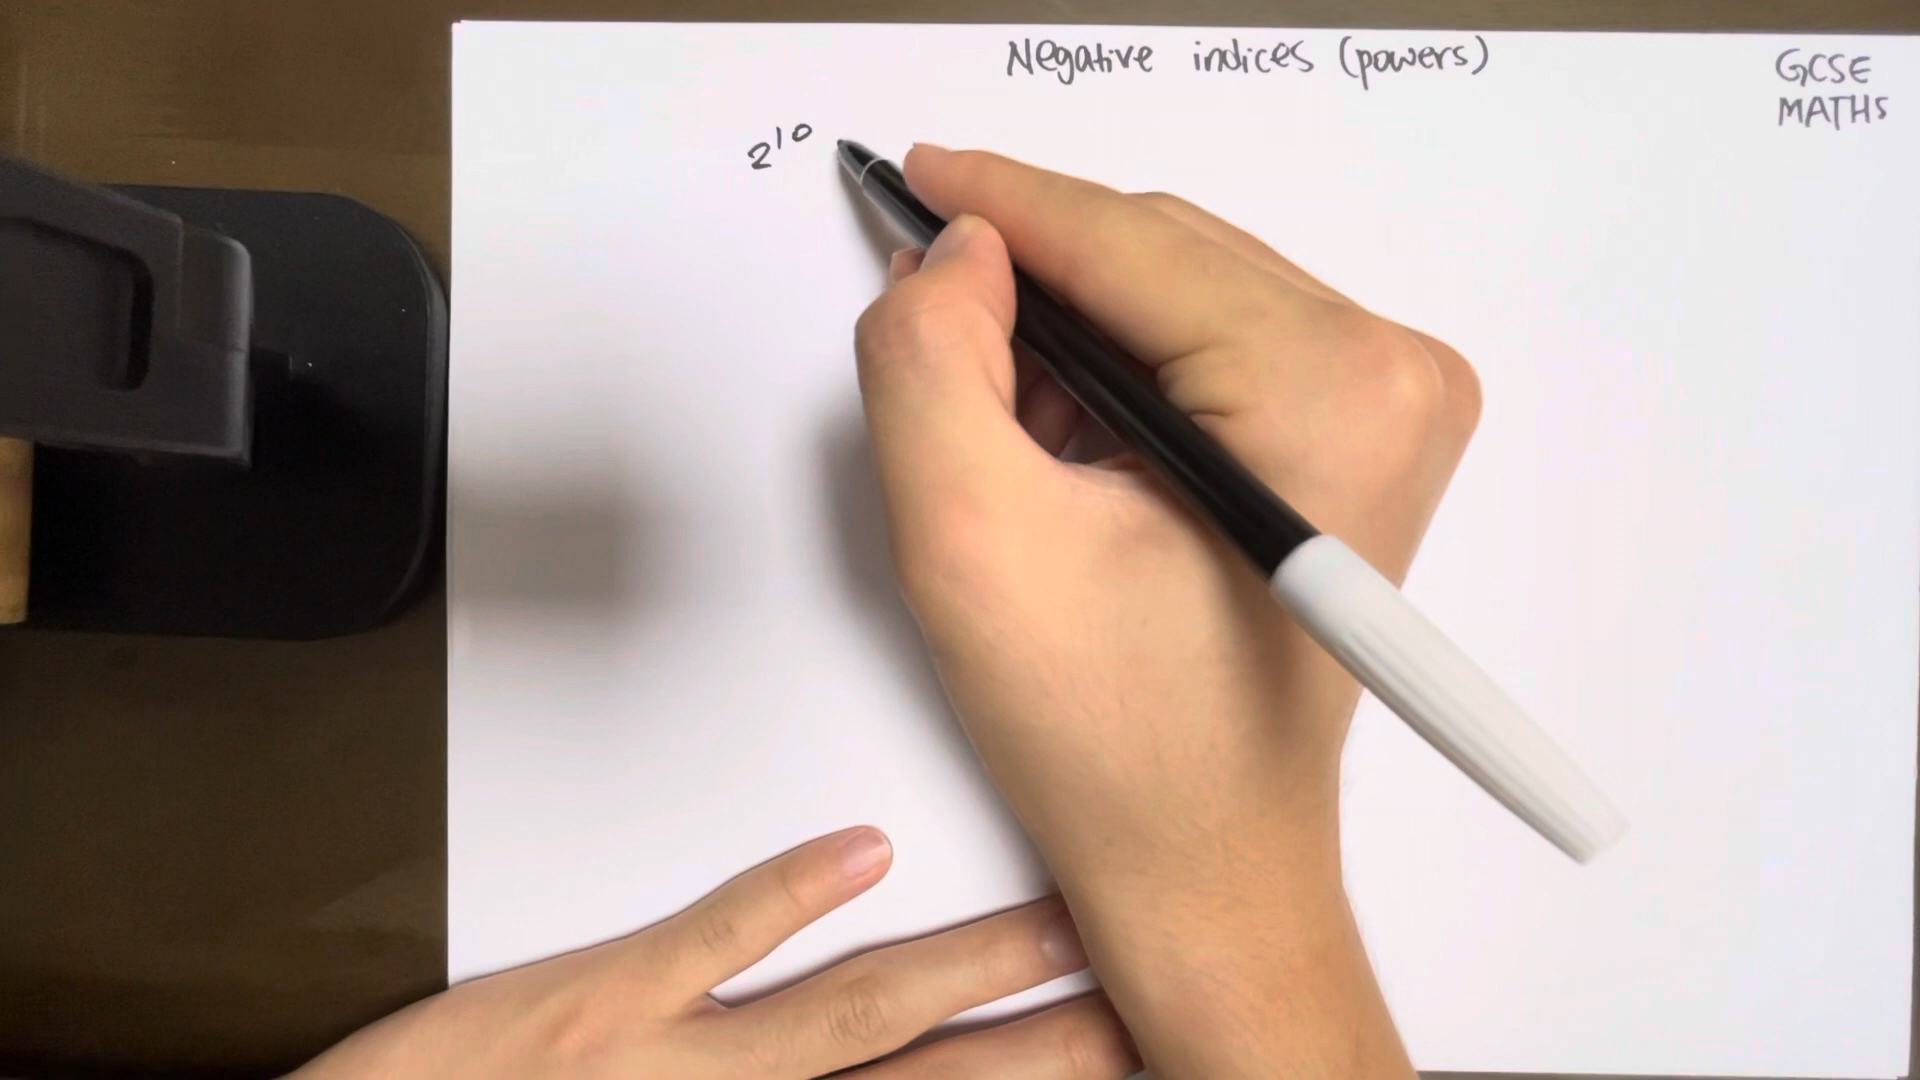 Negative indices (powers)
GCSE
MATHS
2¹⁰